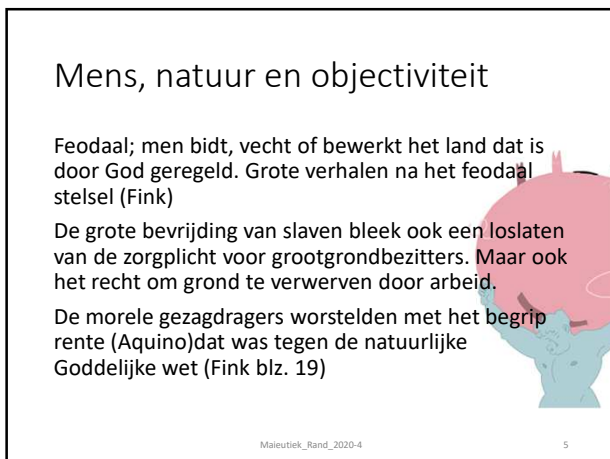 Mens, natuur en objectiviteit
Feodaal; men bidt, vecht of bewerkt het land dat is
door God geregeld. Grote verhalen na het feodaal
stelsel (Fink)
De grote bevrijding van slaven bleek ook een loslaten
van de zorgplicht voor grootgrondbezitters. Maar ook
het recht om grond te verwerven door arbeid.
De morele gezagdragers worstelden met het begrip
rente (Aquino)dat was tegen de natuurlijke
Goddelijke wet (Fink blz. 19)
Maieutiek_Rand_2020-4
5